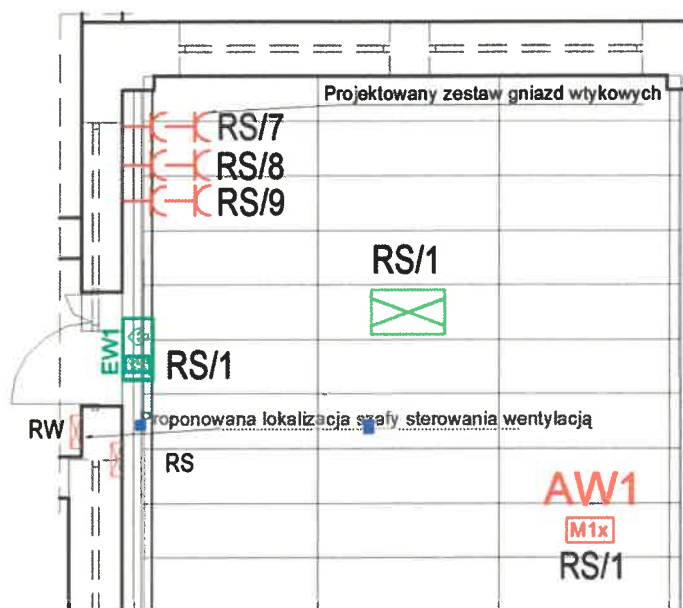 Projektowany zestaw gniazd wtykowych
RS/7
RS/8
RS/9
RS/1
EW1
RS/1
Proponowana lokalizacja szafy sterowania wentylacją
RW
RS
AW1
M1x
RS/1